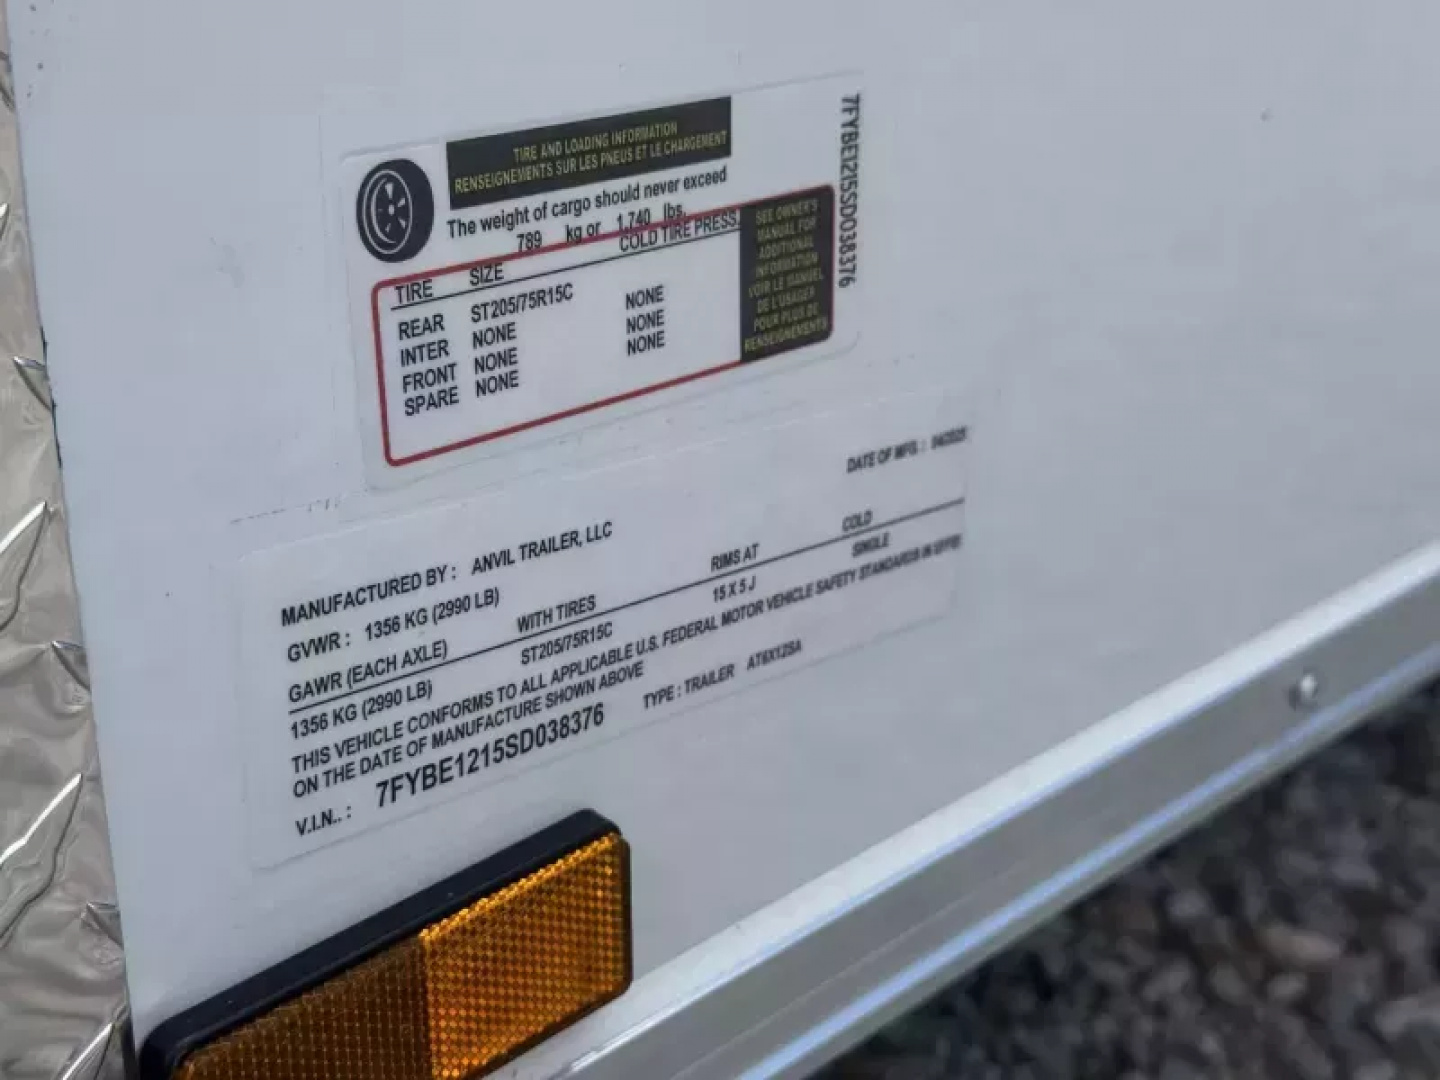 TIRE AND LOADING INFORMATION
RENSEIGNEMENTS SUR LES PNEUS ET LE CHARGEMENT
The weight of cargo should never exceed
789 kg or 1,740 lbs.
TIRE SIZE COLD TIRE PRESS.
REAR ST205/75R15C NONE
INTER NONE NONE
FRONT NONE NONE
SPARE NONE
SEE OWNER'S
MANUAL FOR
ADDITIONAL
INFORMATION
VOIR LE MANUEL
DE L'USAGER
POUR PLUS DE
RENSEIGNEMENTS
7FYBE1215SD038376
DATE OF MFG : 04/2025
MANUFACTURED BY : ANVIL TRAILER, LLC
GVWR : 1356 KG (2990 LB)
GAWR (EACH AXLE) WITH TIRES RIMS AT COLD
1356 KG (2990 LB) ST205/75R15C 15 X 5 J SINGLE
THIS VEHICLE CONFORMS TO ALL APPLICABLE U.S. FEDERAL MOTOR VEHICLE SAFETY STANDARDS IN EFFECT
ON THE DATE OF MANUFACTURE SHOWN ABOVE
V.I.N.. : 7FYBE1215SD038376 TYPE : TRAILER AT6X12SA